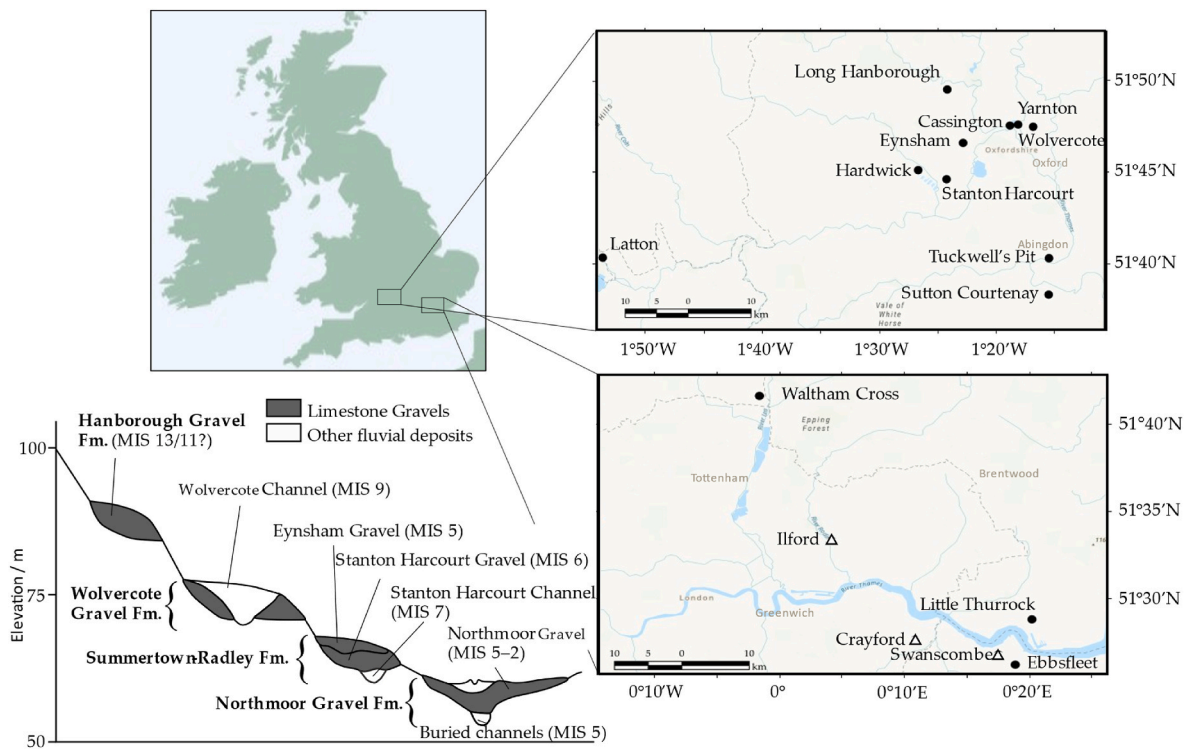 Long Hanborough
Yarnton
Cassington
Wolvercote
Eynsham
Oxfordshire
Oxford
Hardwick
Stanton Harcourt
Latton
Abingdon
Tuckwell's Pit
Sutton Courtenay
Vale of
White
Horse
10 5 0 10
km
51°50′N
51°45′N
51°40′N
1°50′W 1°40′W 1°30′W 1°20′W
Waltham Cross
Epping
Forest
Tottenham
Brentwood
Ilford
River Thames
London
Greenwich
Little Thurrock
Crayford
Swanscombe
Ebbsfleet
10 5 0 10
km
51°40′N
51°35′N
51°30′N
0°10′W 0° 0°10′E 0°20′E
Limestone Gravels
Other fluvial deposits
Hanborough Gravel
Fm. (MIS 13/11?)
Wolvercote Channel (MIS 9)
Eynsham Gravel (MIS 5)
Stanton Harcourt Gravel (MIS 6)
Stanton Harcourt Channel
(MIS 7)
Northmoor Gravel
(MIS 5–2)
Wolvercote
Gravel Fm.
Summertown-Radley Fm.
Northmoor Gravel Fm.
Buried channels (MIS 5)
Elevation / m
100
75
50